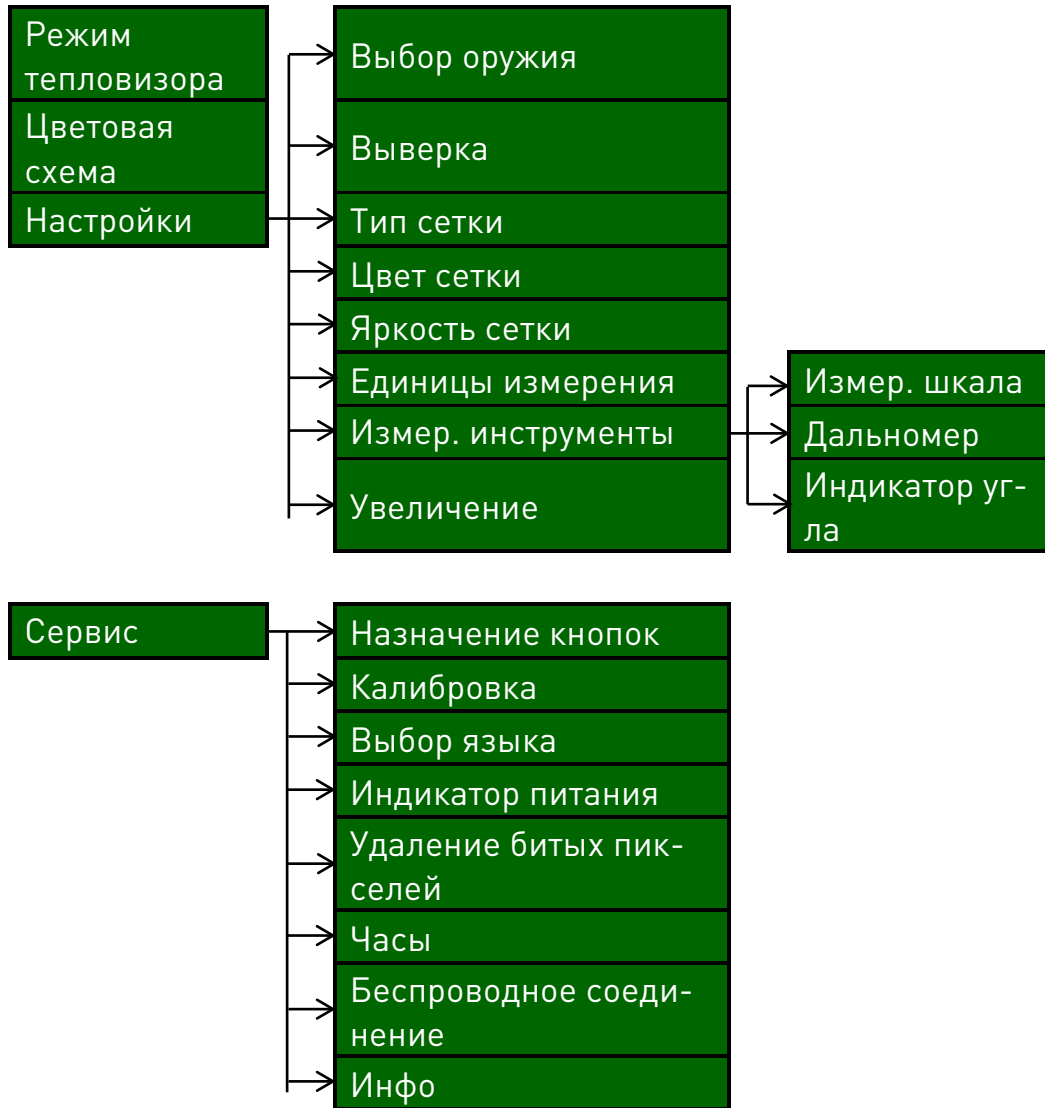 Режим
тепловизора
Цветовая
схема
Настройки
Выбор оружия
Выверка
Тип сетки
Цвет сетки
Яркость сетки
Единицы измерения
Измер. инструменты
Увеличение
Измер. шкала
Дальномер
Индикатор уг-
ла
Сервис
Назначение кнопок
Калибровка
Выбор языка
Индикатор питания
Удаление битых пик-
селей
Часы
Беспроводное соеди-
нение
Инфо